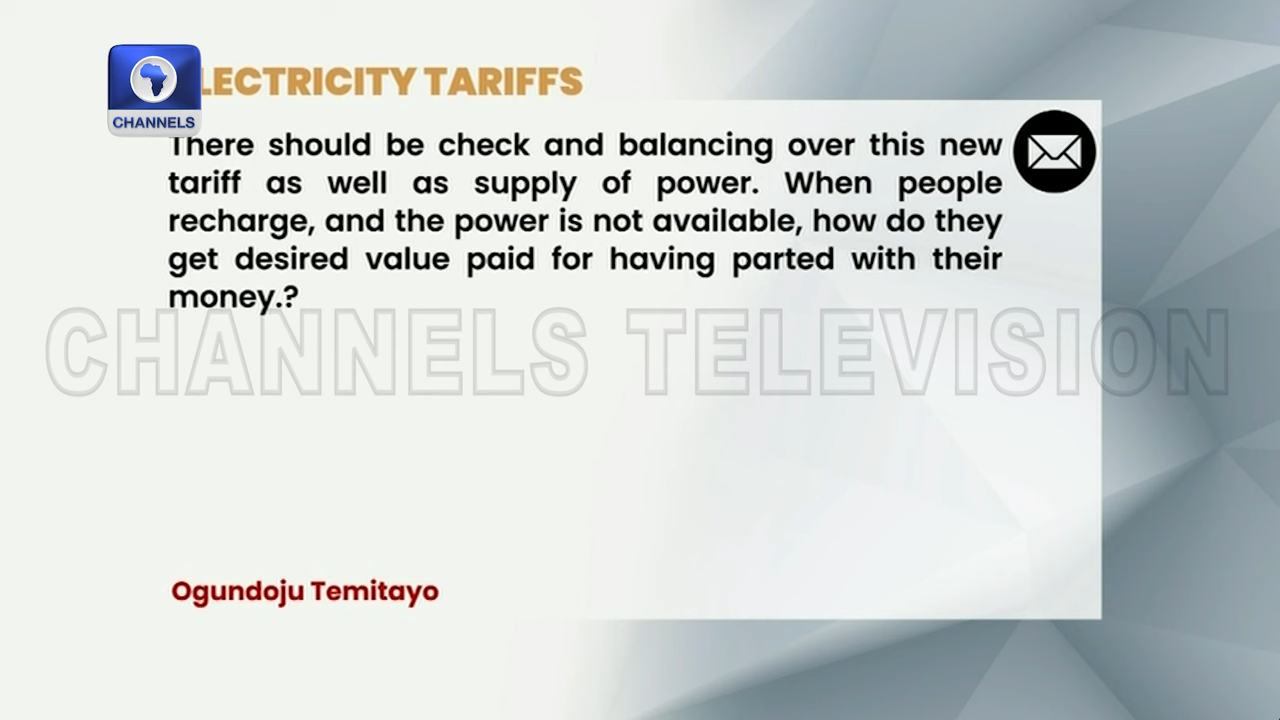 LECTRICITY TARIFFS
CHANNELS
There should be check and balancing over this new
tariff as well as supply of power. When people
recharge, and the power is not available, how do they
get desired value paid for having parted with their
money.?
CHANNELS TELEVISION
Ogundoju Temitayo